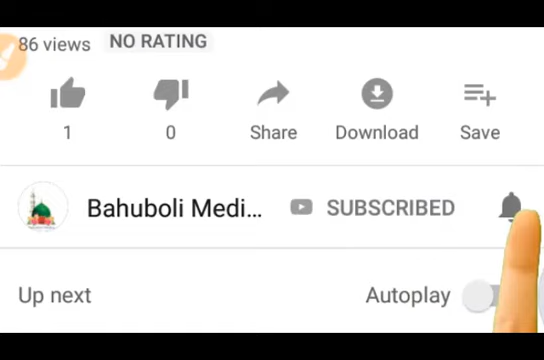 86 views NO RATING
1 0 Share Download Save
Bahuboli Medi... SUBSCRIBED
Up next Autoplay